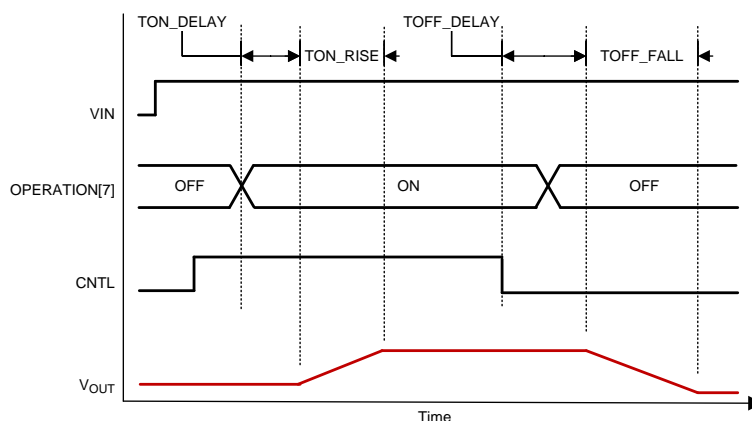 TON_DELAY
TOFF_DELAY
TON_RISE
TOFF_FALL
VIN
OPERATION[7]
OFF
ON
OFF
CNTL
VOUT
Time